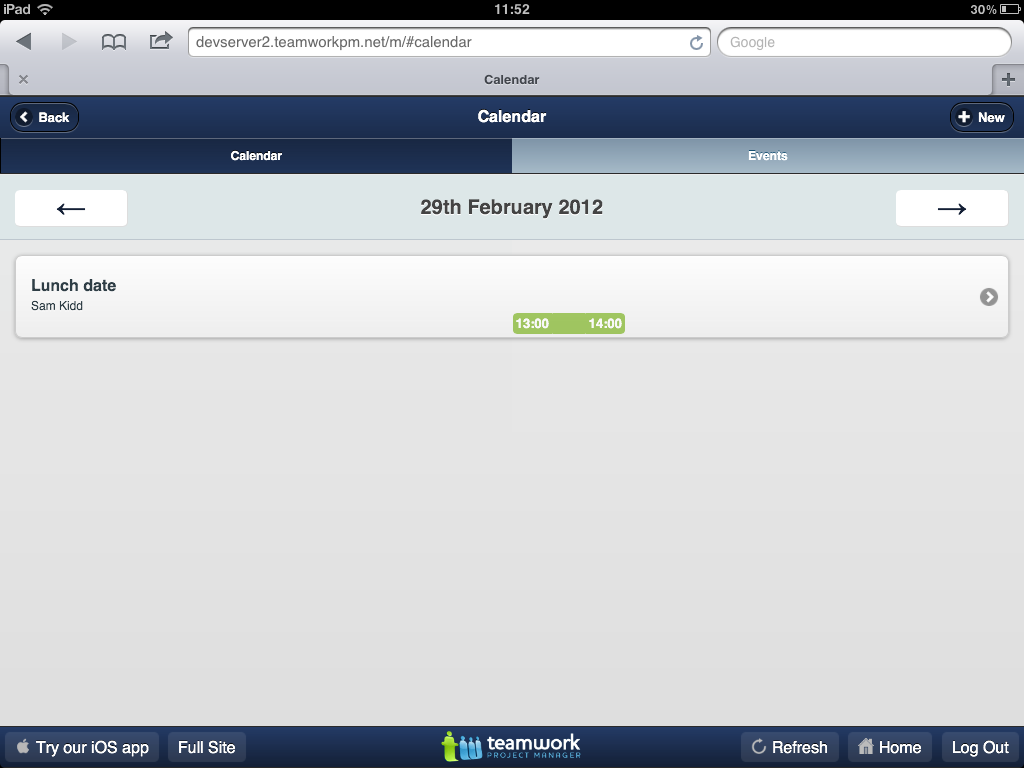 iPad 11:52 30%
devserver2.teamworkpm.net/m/#calendar Google
Calendar
Back Calendar New
Calendar Events
29th February 2012
Lunch date
Sam Kidd
13:00 14:00
Try our iOS app Full Site teamwork Refresh Home Log Out
PROJECT MANAGER